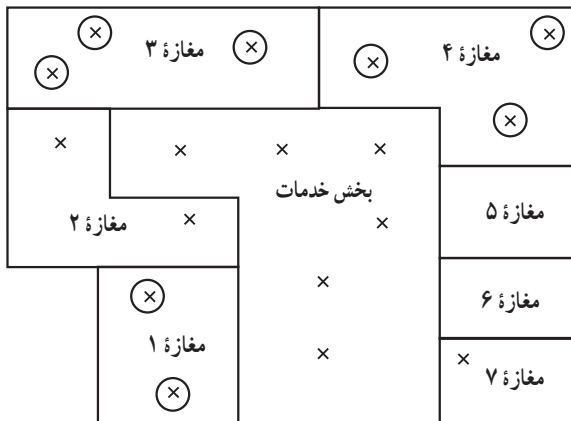 مغازهٔ ۳
مغازهٔ ۴
بخش خدمات
مغازهٔ ۵
مغازهٔ ۲
مغازهٔ ۶
مغازهٔ ۱
مغازهٔ ۷